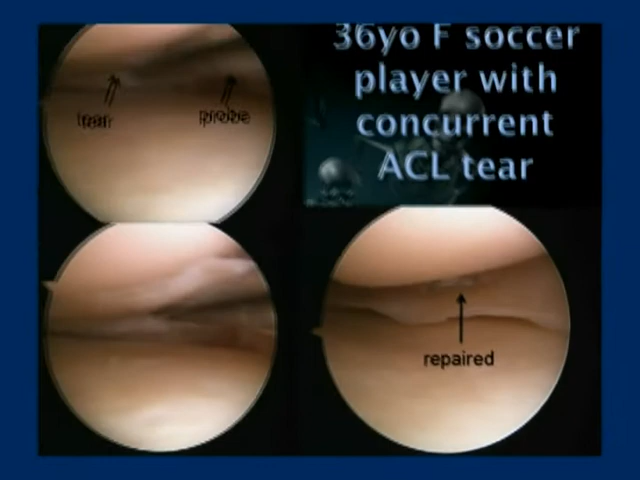 36yo F soccer
player with
concurrent
ACL tear
tear
probe
repaired